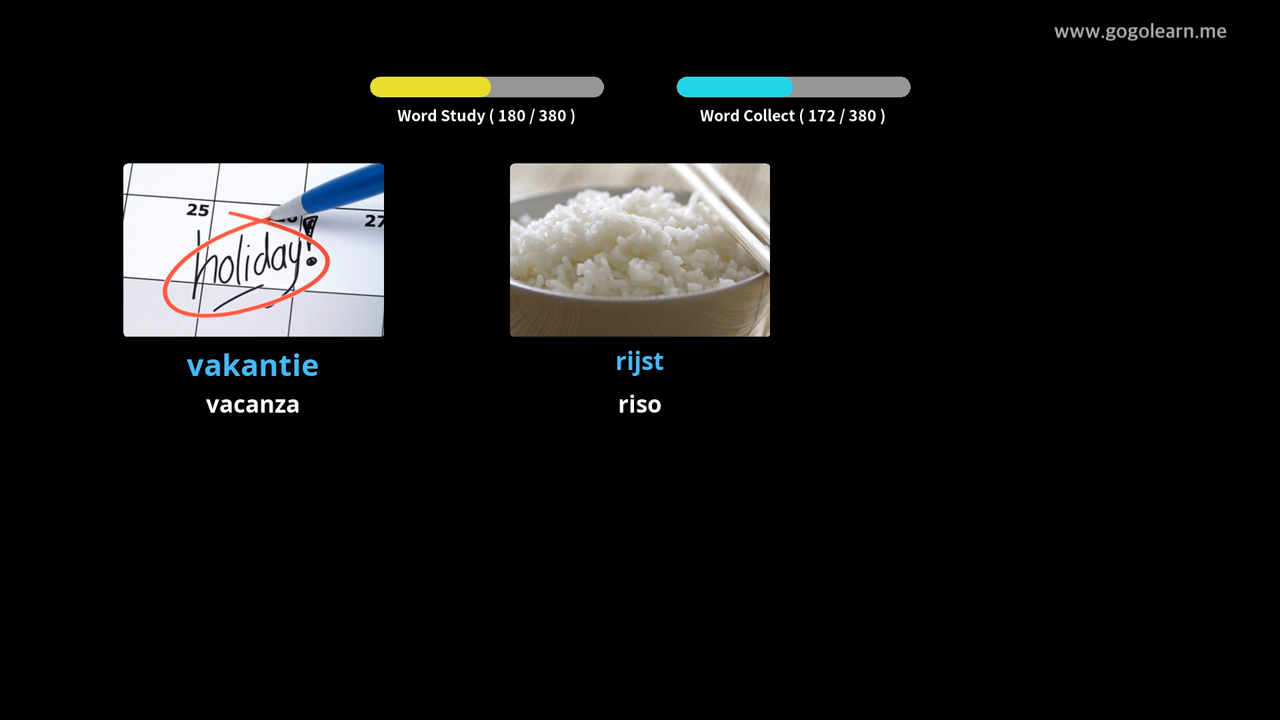 www.gogolearn.me
Word Study ( 180 / 380 )
Word Collect ( 172 / 380 )
25
27
holiday!
vakantie
vacanza
rijst
riso